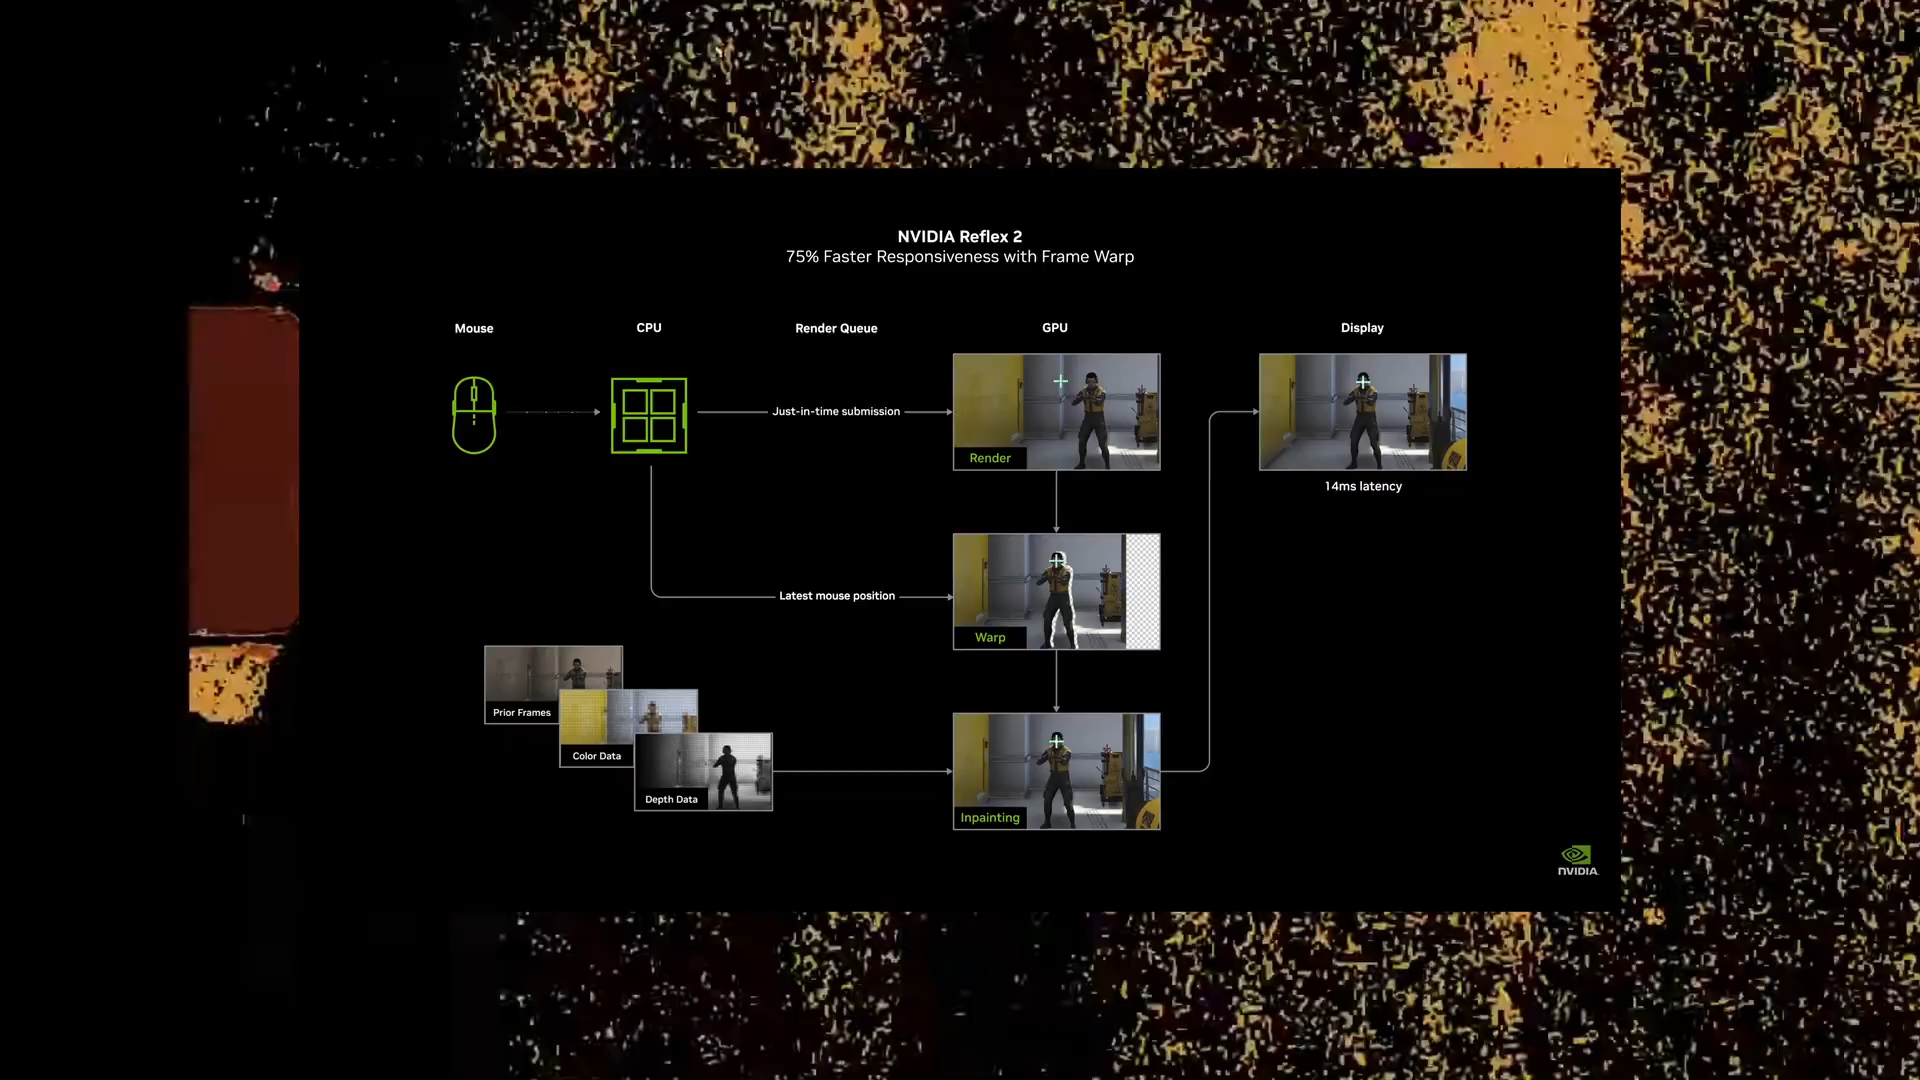 NVIDIA Reflex 2
75% Faster Responsiveness with Frame Warp
Mouse
CPU
Render Queue
GPU
Display
Just-in-time submission
Render
14ms latency
Latest mouse position
Warp
Prior Frames
Color Data
Depth Data
Inpainting
NVIDIA